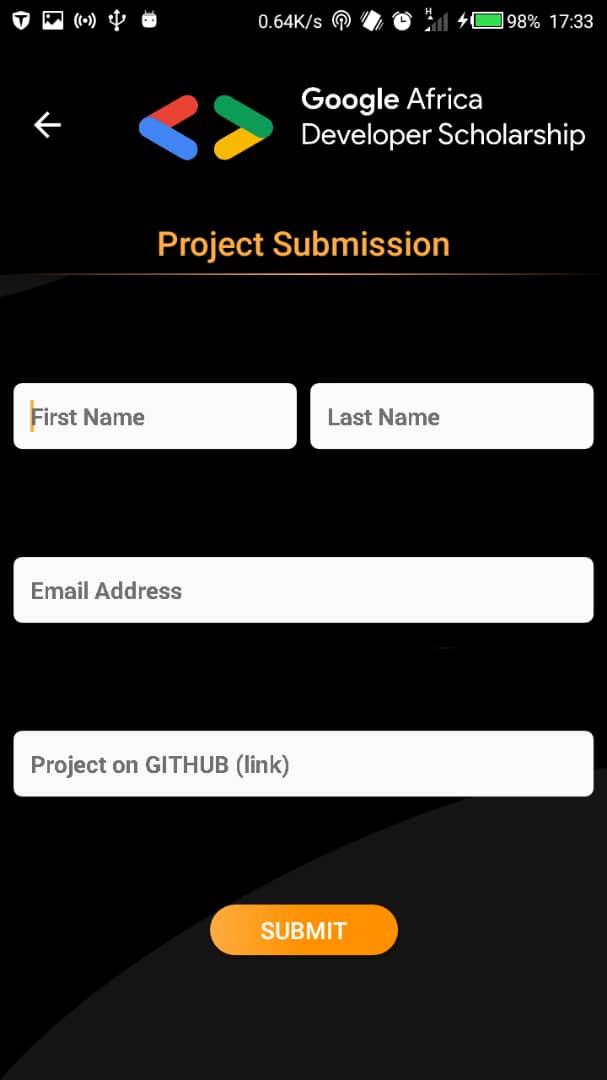 0.64K/s H 98% 17:33
Google Africa
Developer Scholarship
Project Submission
First Name Last Name
Email Address
Project on GITHUB (link)
SUBMIT